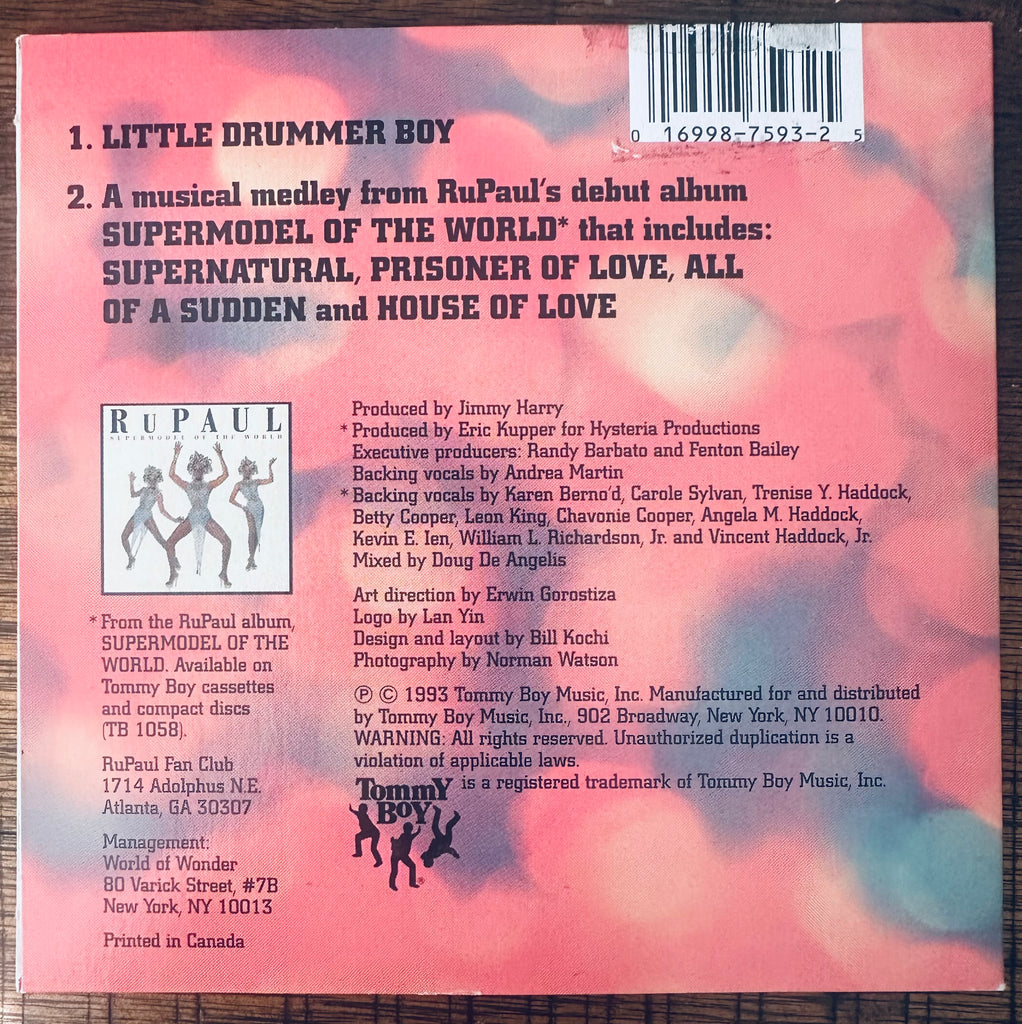 0 16998-7593-2 5
1. LITTLE DRUMMER BOY
2. A musical medley from RuPaul's debut album
SUPERMODEL OF THE WORLD* that includes:
SUPERNATURAL, PRISONER OF LOVE, ALL
OF A SUDDEN and HOUSE OF LOVE
RUPAUL
SUPERMODEL OF THE WORLD
* From the RuPaul album,
SUPERMODEL OF THE
WORLD. Available on
Tommy Boy cassettes
and compact discs
(TB 1058).
RuPaul Fan Club
1714 Adolphus N.E.
Atlanta, GA 30307
Management:
World of Wonder
80 Varick Street, #7B
New York, NY 10013
Printed in Canada
Produced by Jimmy Harry
* Produced by Eric Kupper for Hysteria Productions
Executive producers: Randy Barbato and Fenton Bailey
Backing vocals by Andrea Martin
* Backing vocals by Karen Berno'd, Carole Sylvan, Trenise Y. Haddock,
Betty Cooper, Leon King, Chavonie Cooper, Angela M. Haddock,
Kevin E. Ien, William L. Richardson, Jr. and Vincent Haddock, Jr.
Mixed by Doug De Angelis
Art direction by Erwin Gorostiza
Logo by Lan Yin
Design and layout by Bill Kochi
Photography by Norman Watson
℗ © 1993 Tommy Boy Music, Inc. Manufactured for and distributed
by Tommy Boy Music, Inc., 902 Broadway, New York, NY 10010.
WARNING: All rights reserved. Unauthorized duplication is a
violation of applicable laws.
TOMMY BOY ® is a registered trademark of Tommy Boy Music, Inc.